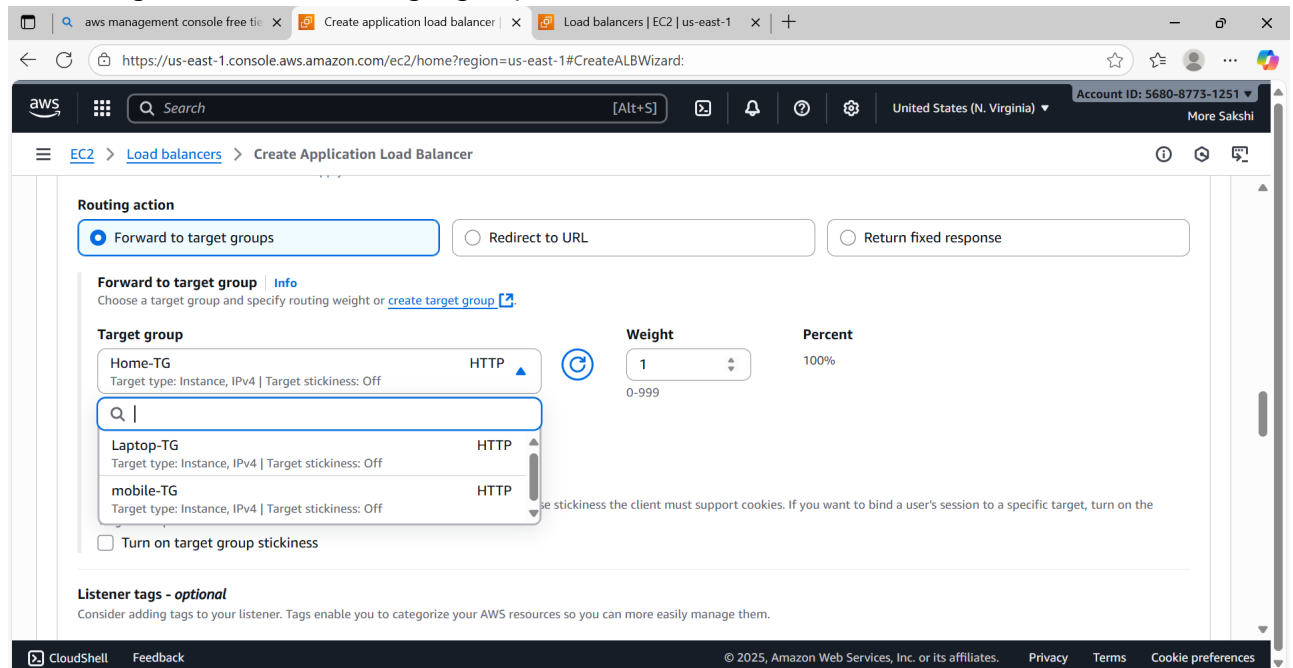 aws management console free tie
Create application load balancer |
Load balancers | EC2 | us-east-1
https://us-east-1.console.aws.amazon.com/ec2/home?region=us-east-1#CreateALBWizard:
aws
Search
[Alt+S]
United States (N. Virginia)
Account ID: 5680-8773-1251
More Sakshi
EC2 > Load balancers > Create Application Load Balancer
Routing action
Forward to target groups
Redirect to URL
Return fixed response
Forward to target group
Info
Choose a target group and specify routing weight or create target group
Target group
Weight
Percent
Home-TG
HTTP
Target type: Instance, IPv4 | Target stickiness: Off
1
100%
0-999
Laptop-TG
HTTP
Target type: Instance, IPv4 | Target stickiness: Off
mobile-TG
HTTP
Target type: Instance, IPv4 | Target stickiness: Off
stickiness the client must support cookies. If you want to bind a user's session to a specific target, turn on the
Turn on target group stickiness
Listener tags - optional
Consider adding tags to your listener. Tags enable you to categorize your AWS resources so you can more easily manage them.
CloudShell
Feedback
© 2025, Amazon Web Services, Inc. or its affiliates.
Privacy
Terms
Cookie preferences